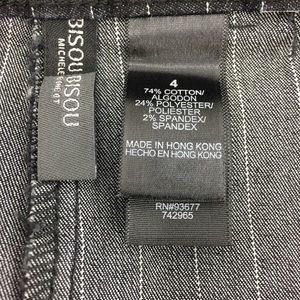 BISOU BISOU
MICHELE BOHBOT
4
74% COTTON/
ALGODON
24% POLYESTER/
POLIESTER
2% SPANDEX/
SPANDEX
MADE IN HONG KONG
HECHO EN HONG KONG
RN#93677
742965